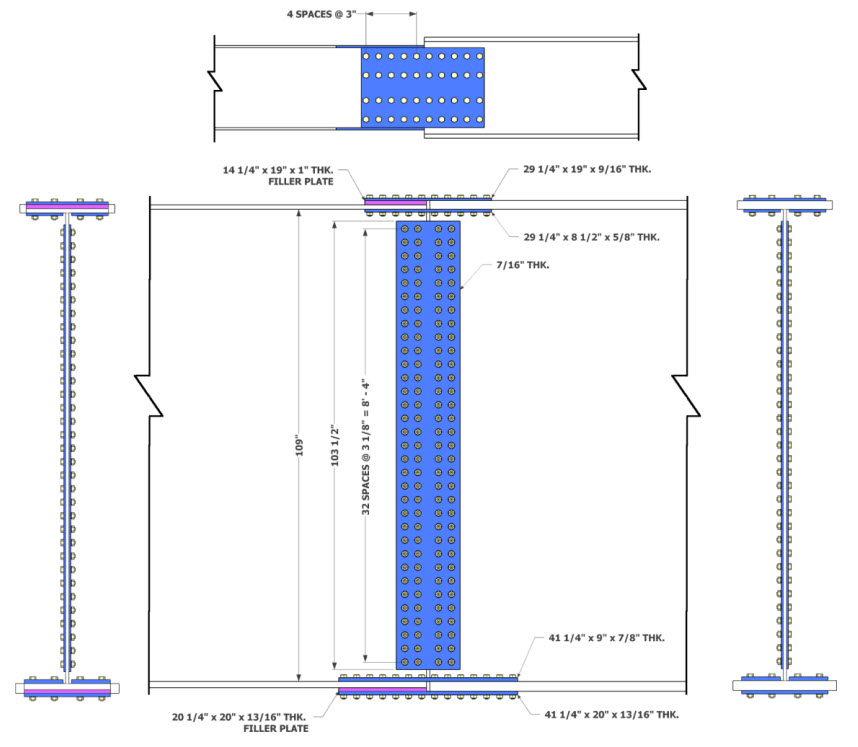 4 SPACES @ 3"
14 1/4" x 19" x 1" THK.
FILLER PLATE
29 1/4" x 19" x 9/16" THK.
29 1/4" x 8 1/2" x 5/8" THK.
7/16" THK.
109"
103 1/2"
32 SPACES @ 3 1/8" = 8' - 4"
41 1/4" x 9" x 7/8" THK.
20 1/4" x 20" x 13/16" THK.
FILLER PLATE
41 1/4" x 20" x 13/16" THK.